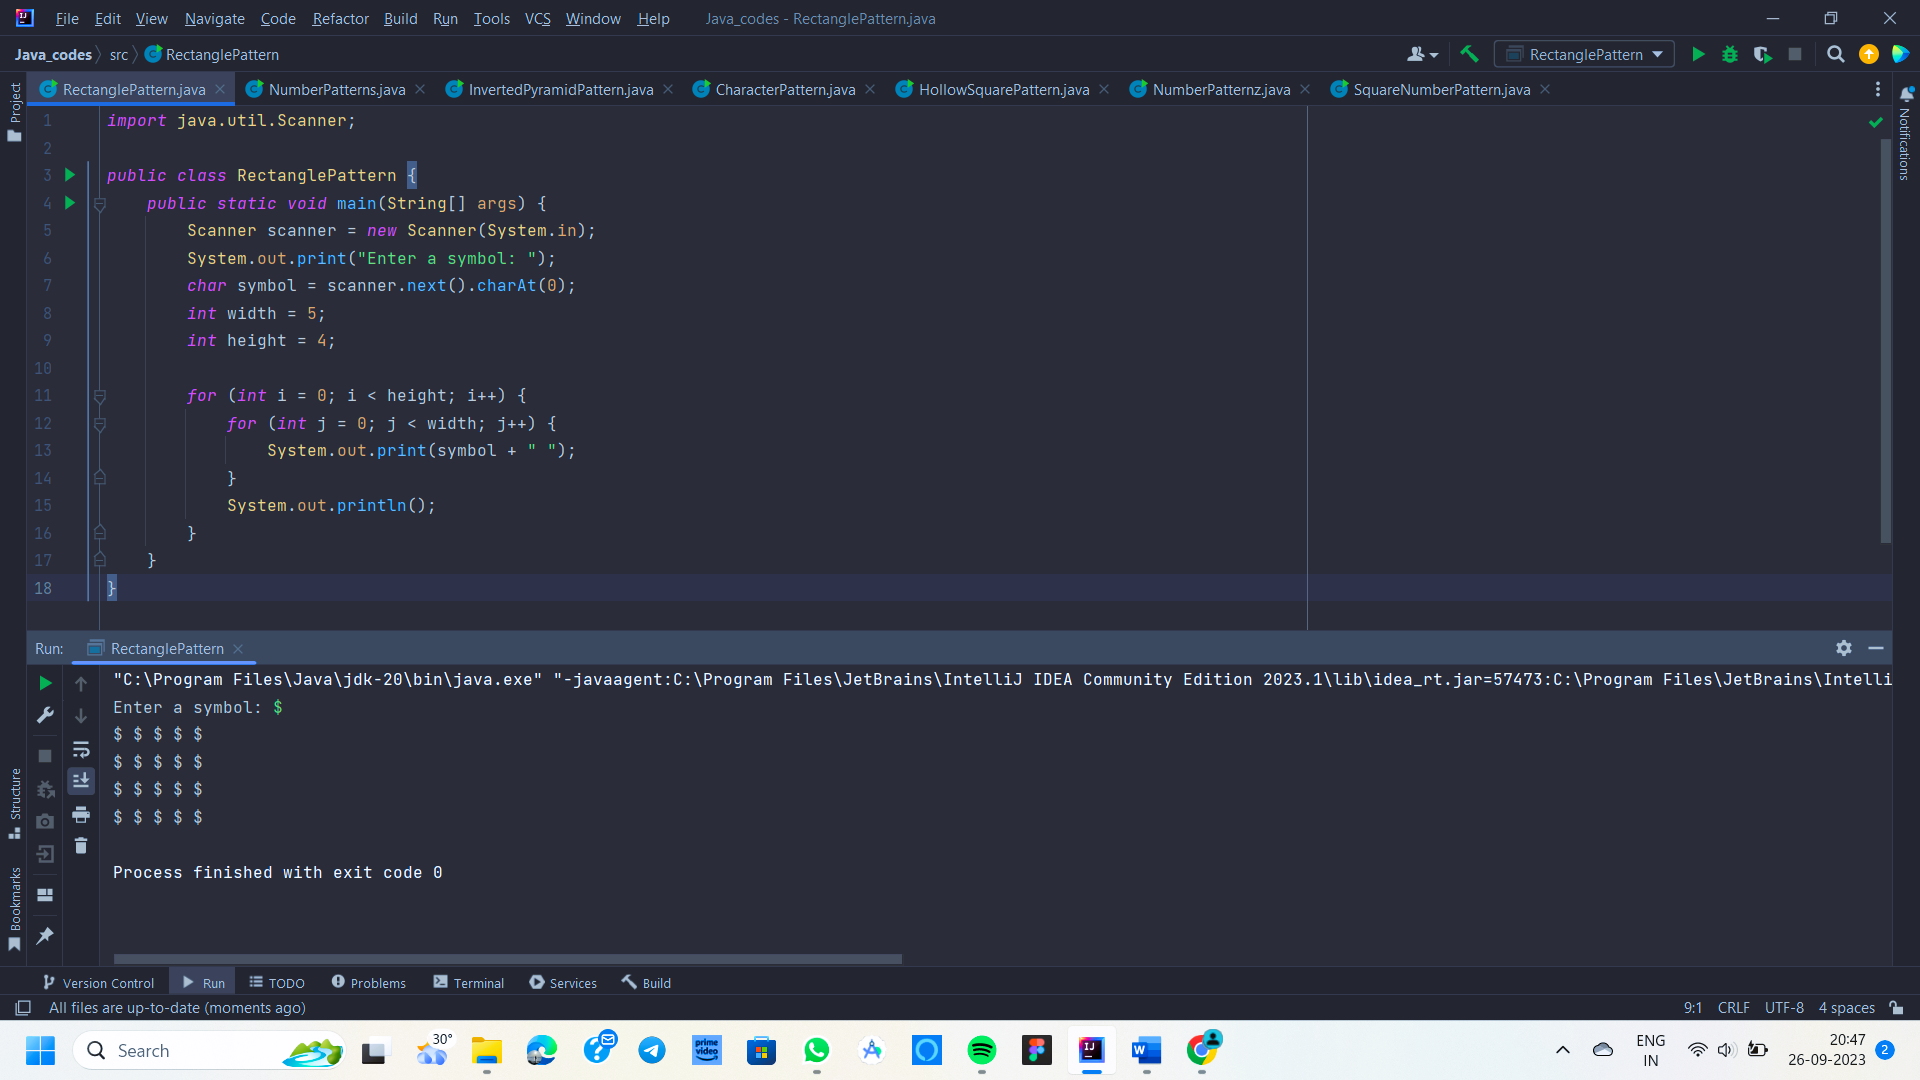 File Edit View Navigate Code Refactor Build Run Tools VCS Window Help Java_codes - RectanglePattern.java
Java_codes src RectanglePattern RectanglePattern
RectanglePattern.java NumberPatterns.java InvertedPyramidPattern.java CharacterPattern.java HollowSquarePattern.java NumberPatternz.java SquareNumberPattern.java
Project
Notifications
1 import java.util.Scanner;
2
3 public class RectanglePattern {
4 public static void main(String[] args) {
5 Scanner scanner = new Scanner(System.in);
6 System.out.print("Enter a symbol: ");
7 char symbol = scanner.next().charAt(0);
8 int width = 5;
9 int height = 4;
10
11 for (int i = 0; i < height; i++) {
12 for (int j = 0; j < width; j++) {
13 System.out.print(symbol + " ");
14 }
15 System.out.println();
16 }
17 }
18 }
Run: RectanglePattern
"C:\Program Files\Java\jdk-20\bin\java.exe" "-javaagent:C:\Program Files\JetBrains\IntelliJ IDEA Community Edition 2023.1\lib\idea_rt.jar=57473:C:\Program Files\JetBrains\Intelli
Enter a symbol: $
$ $ $ $ $
$ $ $ $ $
$ $ $ $ $
$ $ $ $ $
Process finished with exit code 0
Structure
Bookmarks
Version Control Run TODO Problems Terminal Services Build
All files are up-to-date (moments ago) 9:1 CRLF UTF-8 4 spaces
Search 30° prime video ENG IN 20:47 26-09-2023 2